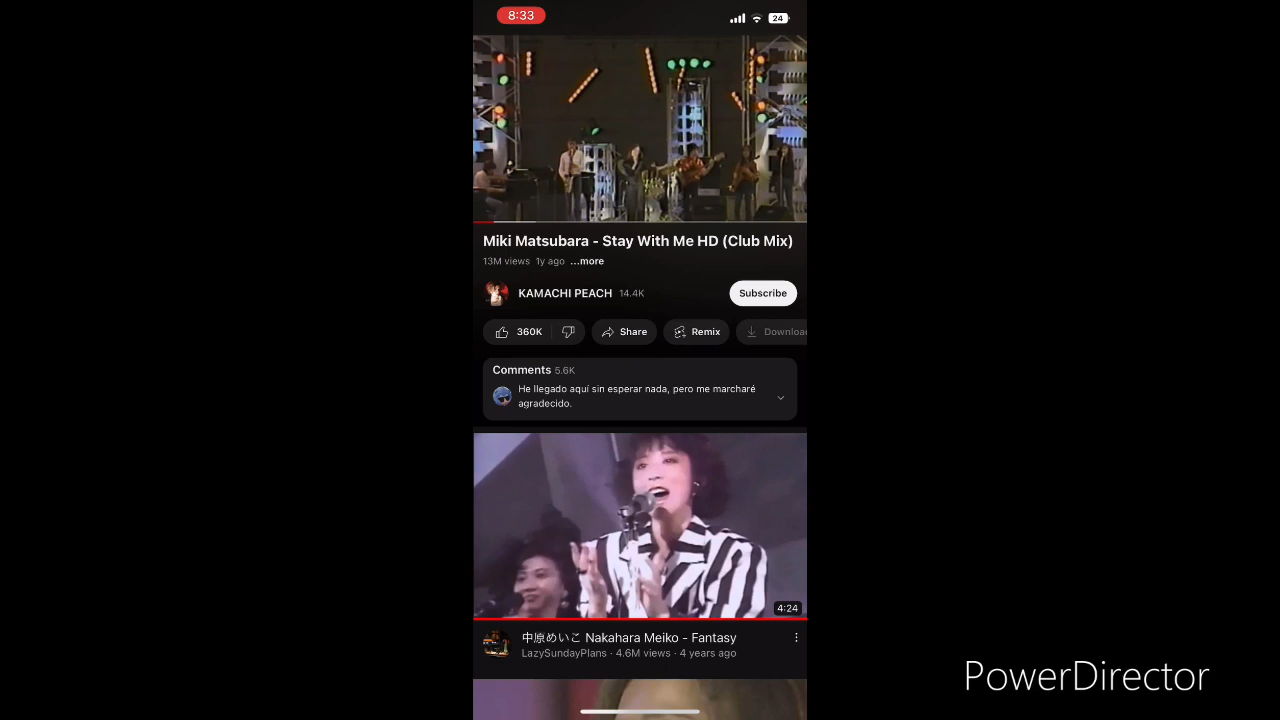 8:33
24
Miki Matsubara - Stay With Me HD (Club Mix)
13M views 1y ago ...more
KAMACHI PEACH 14.4K Subscribe
360K Share Remix Downloa
Comments 5.6K
He llegado aquí sin esperar nada, pero me marcharé
agradecido.
4:24
中原めいこ Nakahara Meiko - Fantasy
LazySundayPlans · 4.6M views · 4 years ago
PowerDirector